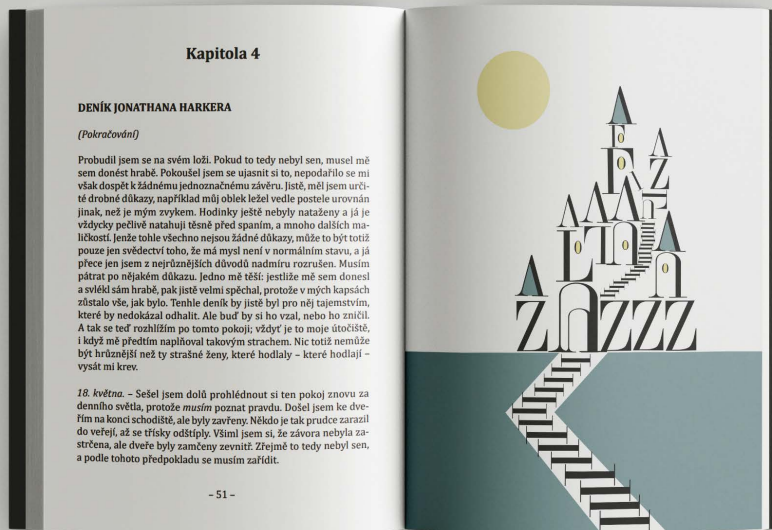 Kapitola 4
DENÍK JONATHANA HARKERA
(Pokračování)
Probudil jsem se na svém loži. Pokud to tedy nebyl sen, musel mě
sem donést hrabě. Pokoušel jsem se ujasnit si to, nepodařilo se mi
však dospět k žádnému jednoznačnému závěru. Jistě, měl jsem urči-
té drobné důkazy, například můj oblek ležel vedle postele urovnán
jinak, než je mým zvykem. Hodinky ještě nebyly nataženy a já je
vždycky pečlivě natahuji těsně před spaním, a mnoho dalších ma-
ličkostí. Jenže tohle všechno nejsou žádné důkazy, může to být totiž
pouze jen svědectví toho, že má mysl není v normálním stavu, a já
přece jen jsem z nejrůznějších důvodů nadmíru rozrušen. Musím
pátrat po nějakém důkazu. Jedno mě těší: jestliže mě sem donesl
a svlékl sám hrabě, pak jistě velmi spěchal, protože v mých kapsách
zůstalo vše, jak bylo. Tenhle deník by jistě byl pro něj tajemstvím,
které by nedokázal odhalit. Ale buď by si ho vzal, nebo ho zničil.
A tak se teď rozhlížím po tomto pokoji; vždyť je to moje útočiště,
i když mě předtím naplňoval takovým strachem. Nic totiž nemůže
být hrůznější než ty strašné ženy, které hodlaly – které hodlají –
vysát mi krev.
18. května. – Sešel jsem dolů prohlédnout si ten pokoj znovu za
denního světla, protože musím poznat pravdu. Došel jsem ke dve-
řím na konci schodiště, ale byly zavřeny. Někdo je tak prudce zarazil
do veřejí, až se třísky odštíply. Všiml jsem si, že závora nebyla za-
strčena, ale dveře byly zamčeny zevnitř. Zřejmě to tedy nebyl sen,
a podle tohoto předpokladu se musím zařídit.
– 51 –